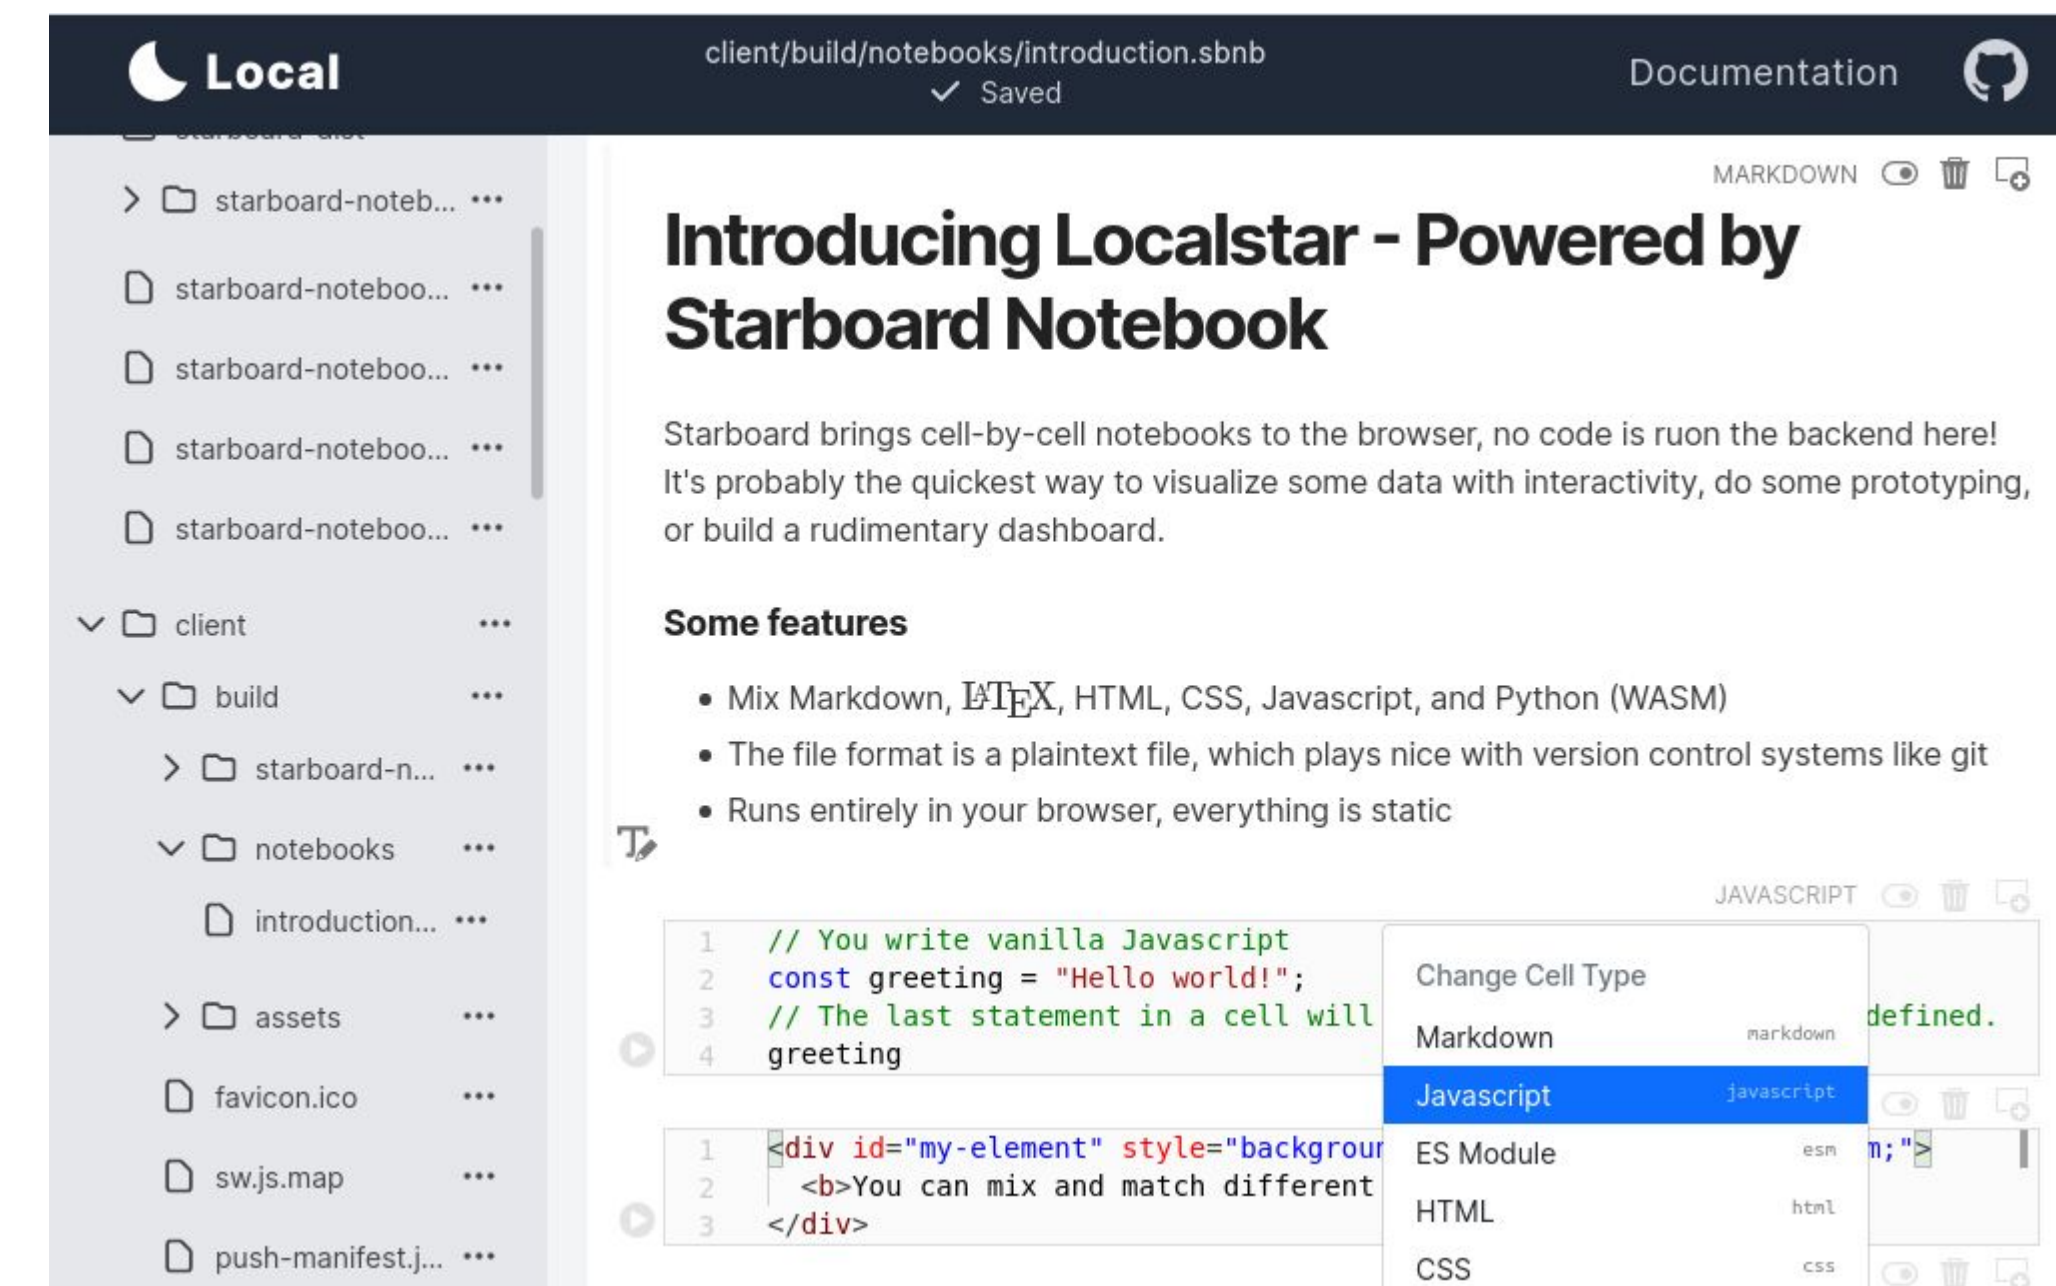 Local
client/build/notebooks/introduction.sbnb
Saved
Documentation
starboard-dist
starboard-noteb...
starboard-noteboo...
starboard-noteboo...
starboard-noteboo...
starboard-noteboo...
client
build
starboard-n...
notebooks
introduction...
assets
favicon.ico
sw.js.map
push-manifest.j...
MARKDOWN
Introducing Localstar - Powered by
Starboard Notebook
Starboard brings cell-by-cell notebooks to the browser, no code is ruon the backend here!
It's probably the quickest way to visualize some data with interactivity, do some prototyping,
or build a rudimentary dashboard.
Some features
• Mix Markdown, LATEX, HTML, CSS, Javascript, and Python (WASM)
• The file format is a plaintext file, which plays nice with version control systems like git
• Runs entirely in your browser, everything is static
JAVASCRIPT
1 // You write vanilla Javascript
2 const greeting = "Hello world!";
3 // The last statement in a cell will defined.
4 greeting
1 <div id="my-element" style="backgroun m;">
2 <b>You can mix and match different
3 </div>
Change Cell Type
Markdown markdown
Javascript javascript
ES Module esm
HTML html
CSS css